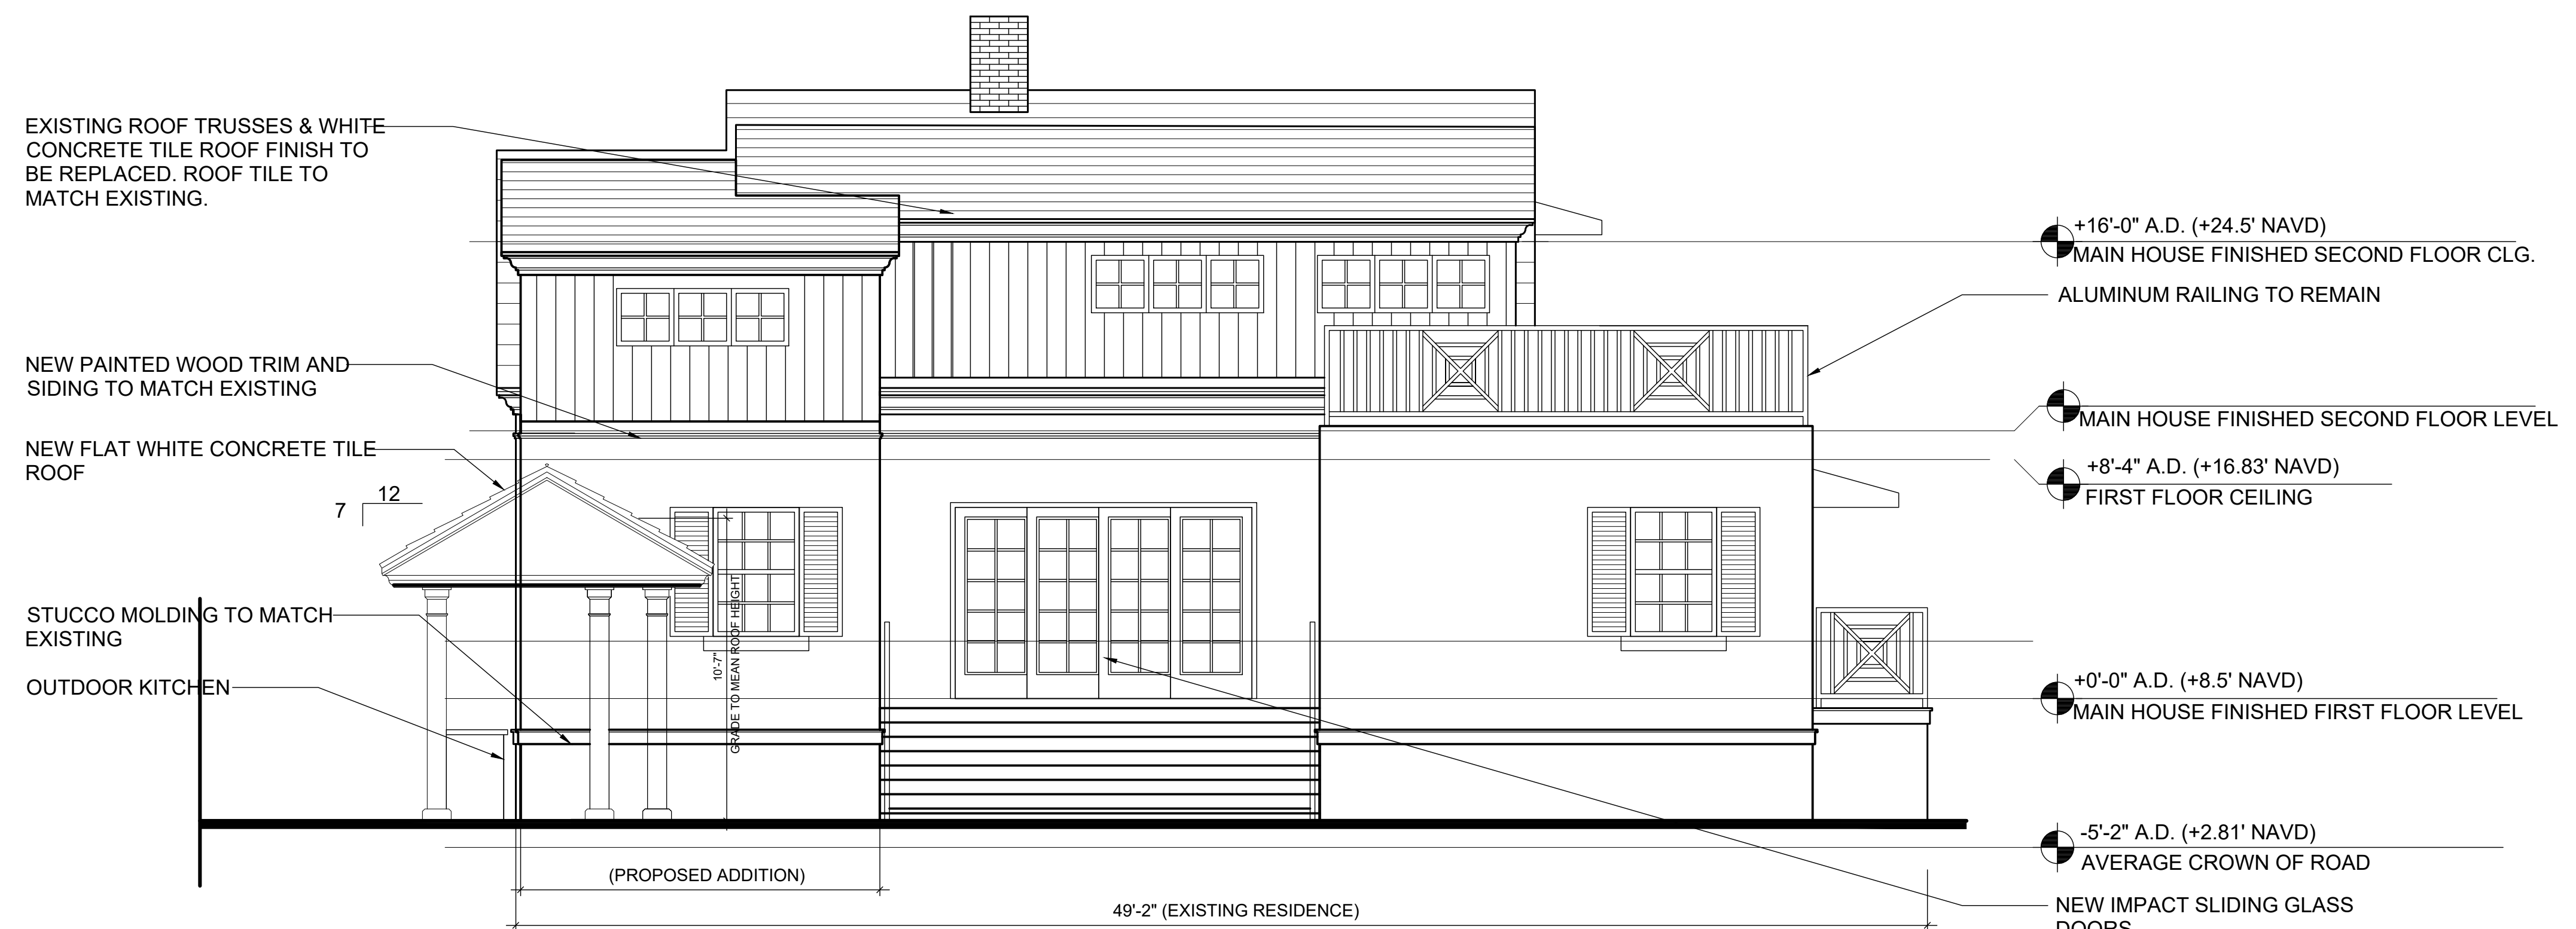 EXISTING ROOF TRUSSES & WHITE
CONCRETE TILE ROOF FINISH TO
BE REPLACED. ROOF TILE TO
MATCH EXISTING.
NEW PAINTED WOOD TRIM AND
SIDING TO MATCH EXISTING
NEW FLAT WHITE CONCRETE TILE
ROOF
12
7
STUCCO MOLDING TO MATCH
EXISTING
OUTDOOR KITCHEN
10'-7"
GRADE TO MEAN ROOF HEIGHT
(PROPOSED ADDITION)
49'-2" (EXISTING RESIDENCE)
+16'-0" A.D. (+24.5' NAVD)
MAIN HOUSE FINISHED SECOND FLOOR CLG.
ALUMINUM RAILING TO REMAIN
MAIN HOUSE FINISHED SECOND FLOOR LEVEL
+8'-4" A.D. (+16.83' NAVD)
FIRST FLOOR CEILING
+0'-0" A.D. (+8.5' NAVD)
MAIN HOUSE FINISHED FIRST FLOOR LEVEL
-5'-2" A.D. (+2.81' NAVD)
AVERAGE CROWN OF ROAD
NEW IMPACT SLIDING GLASS
DOORS